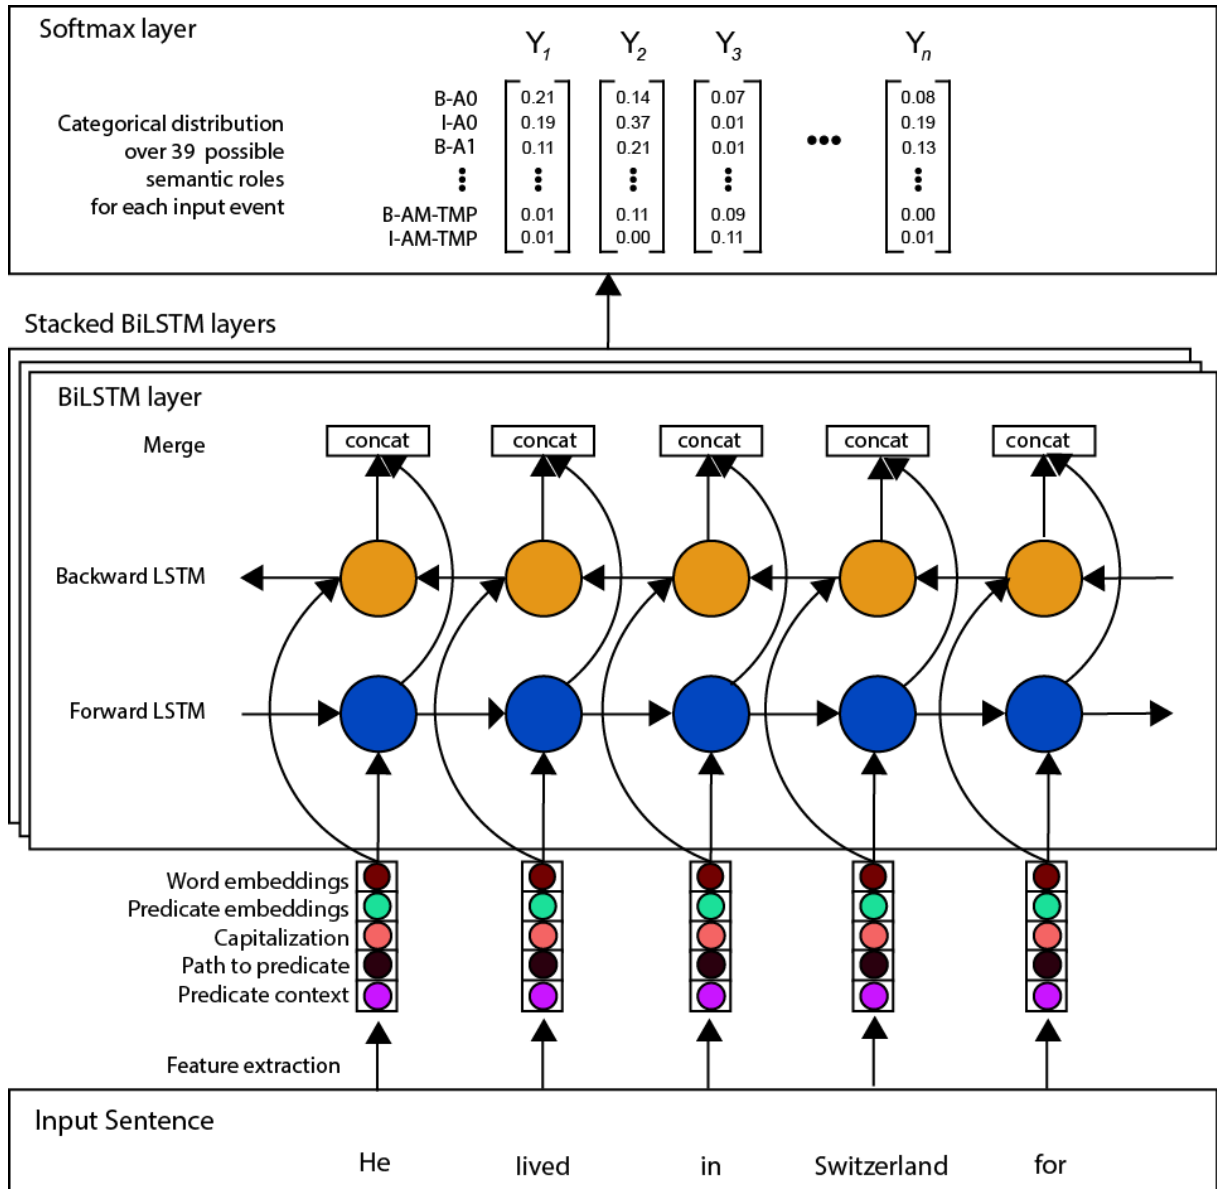 Softmax layer
Y1 Y2 Y3 Yn
B-A0 0.21 0.14 0.07 0.08
Categorical distribution I-A0 0.19 0.37 0.01 0.19
over 39 possible B-A1 0.11 0.21 0.01 ••• 0.13
semantic roles
for each input event B-AM-TMP 0.01 0.11 0.09 0.00
I-AM-TMP 0.01 0.00 0.11 0.01
Stacked BiLSTM layers
BiLSTM layer
Merge concat concat concat concat concat
Backward LSTM
Forward LSTM
Word embeddings
Predicate embeddings
Capitalization
Path to predicate
Predicate context
Feature extraction
Input Sentence
He lived in Switzerland for